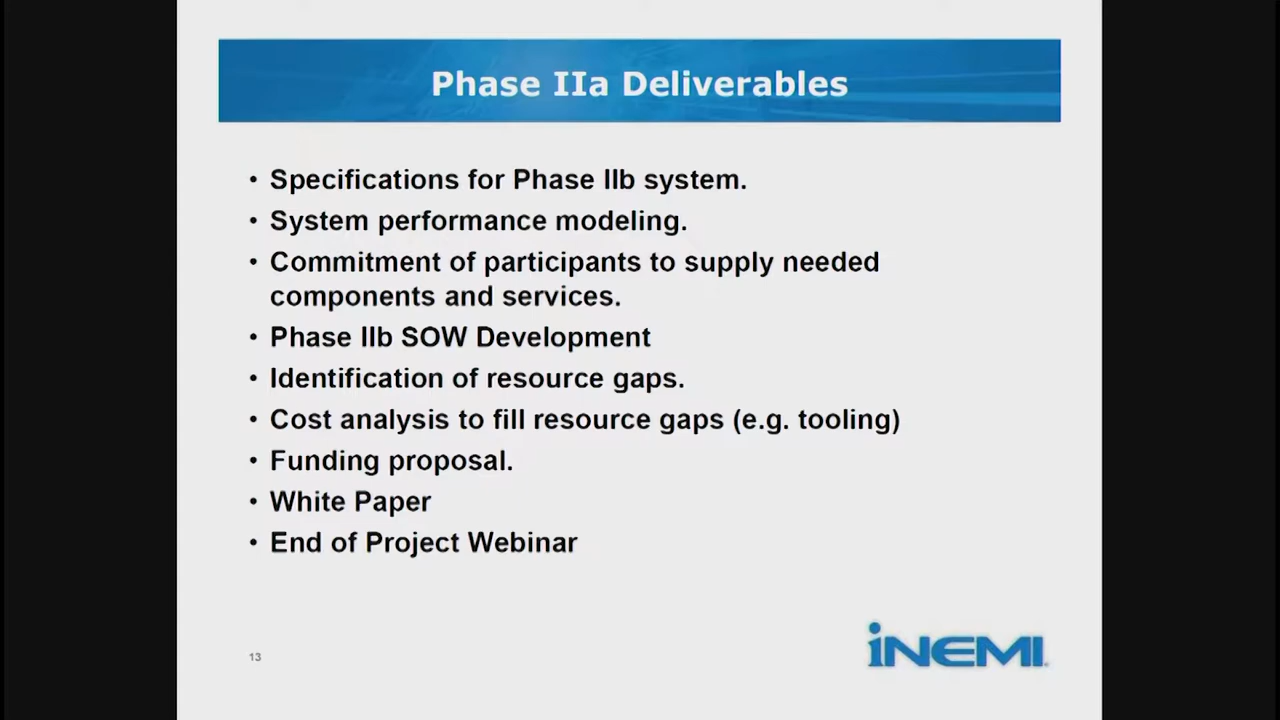 Phase IIa Deliverables
• Specifications for Phase IIb system.
• System performance modeling.
• Commitment of participants to supply needed
components and services.
• Phase IIb SOW Development
• Identification of resource gaps.
• Cost analysis to fill resource gaps (e.g. tooling)
• Funding proposal.
• White Paper
• End of Project Webinar
13
iNEMI